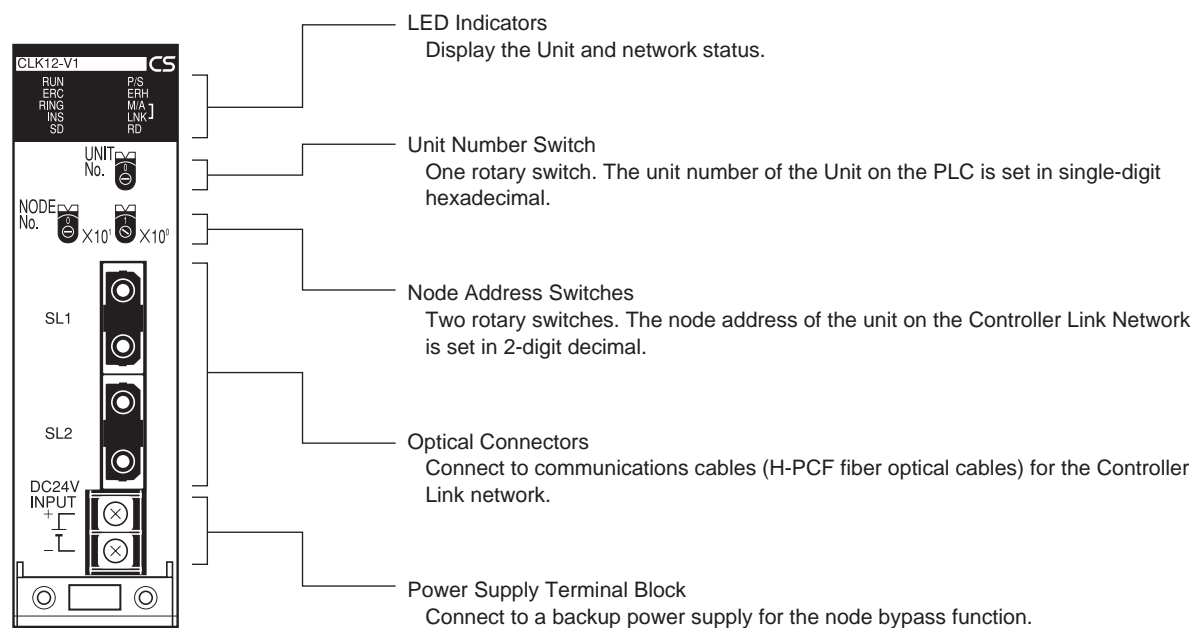 LED Indicators
Display the Unit and network status.
CLK12-V1
CS
RUN P/S
ERC ERH
RING M/A
INS LNK
SD RD
UNIT
No.
0
Unit Number Switch
One rotary switch. The unit number of the Unit on the PLC is set in single-digit
hexadecimal.
NODE
No.
0
X10¹
1
X10⁰
Node Address Switches
Two rotary switches. The node address of the unit on the Controller Link Network
is set in 2-digit decimal.
SL1
SL2
Optical Connectors
Connect to communications cables (H-PCF fiber optical cables) for the Controller
Link network.
DC24V
INPUT
+
−
Power Supply Terminal Block
Connect to a backup power supply for the node bypass function.